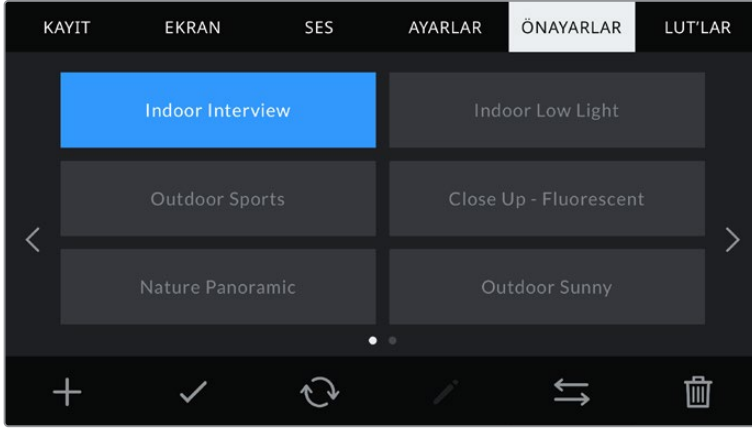 KAYIT EKRAN SES AYARLAR ÖNAYARLAR LUT'LAR
Indoor Interview Indoor Low Light
Outdoor Sports Close Up - Fluorescent
Nature Panoramic Outdoor Sunny